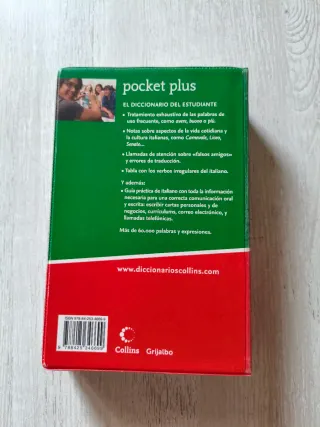 pocket plus
EL DICCIONARIO DEL ESTUDIANTE
• Tratamiento exhaustivo de las palabras de
uso frecuente, como avere, buono o più.
• Notas sobre aspectos de la vida cotidiana y
la cultura italianas, como Carnevale, Liceo,
Serata...
• Llamadas de atención sobre «falsos amigos»
y errores de traducción.
• Tabla con los verbos irregulares del italiano.
Y además:
• Guía práctica de italiano con toda la información
necesaria para una correcta comunicación oral
y escrita: escribir cartas personales y de
negocios, currículums, correo electrónico, y
llamadas telefónicas.
Más de 60.000 palabras y expresiones.
www.diccionarioscollins.com
Collins Grijalbo